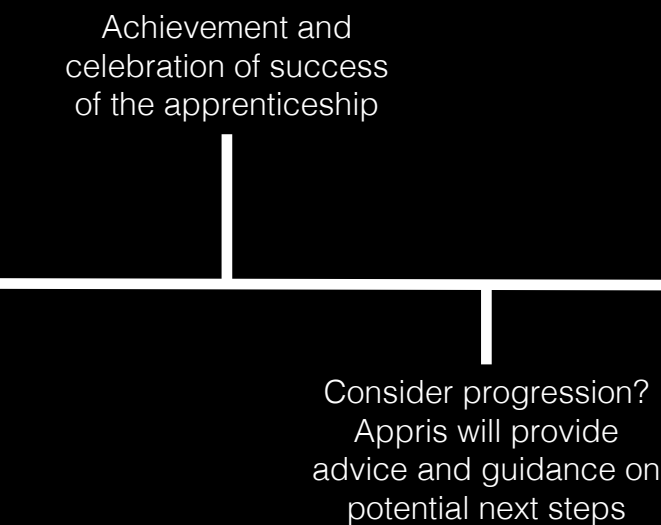 Achievement and
celebration of success
of the apprenticeship
Consider progression?
Appris will provide
advice and guidance on
potential next steps